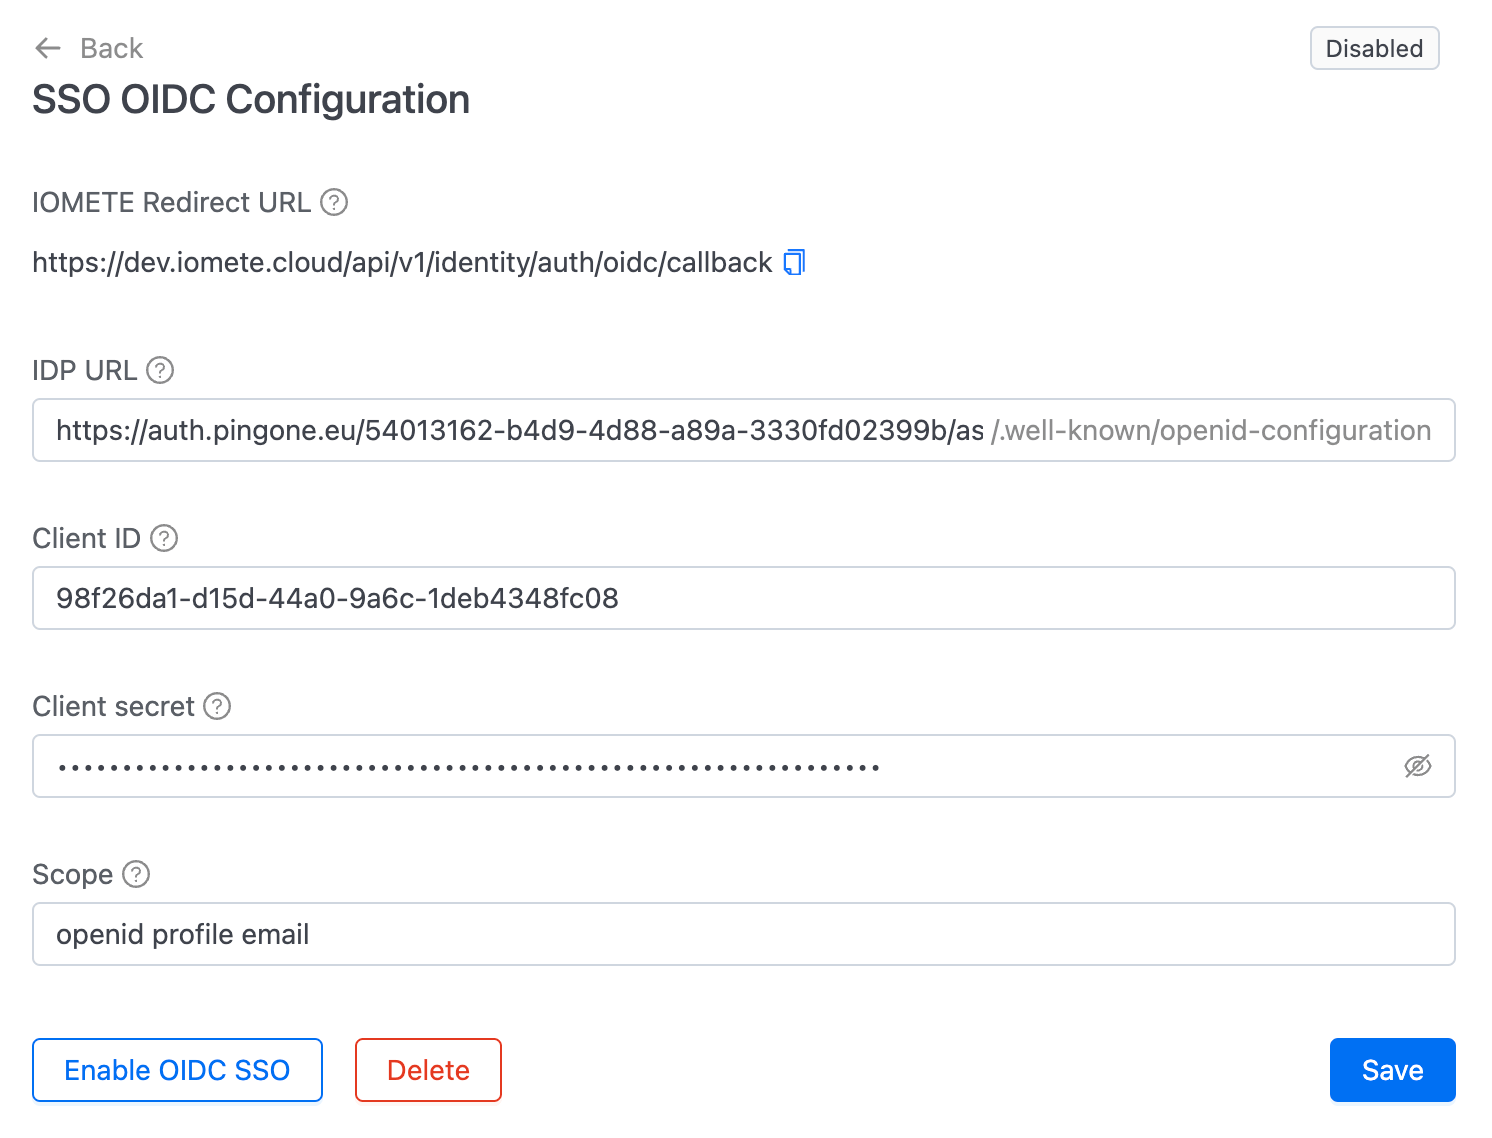 Back
Disabled
SSO OIDC Configuration
IOMETE Redirect URL
https://dev.iomete.cloud/api/v1/identity/auth/oidc/callback
IDP URL
https://auth.pingone.eu/54013162-b4d9-4d88-a89a-3330fd02399b/as /.well-known/openid-configuration
Client ID
98f26da1-d15d-44a0-9a6c-1deb4348fc08
Client secret
Scope
openid profile email
Enable OIDC SSO
Delete
Save